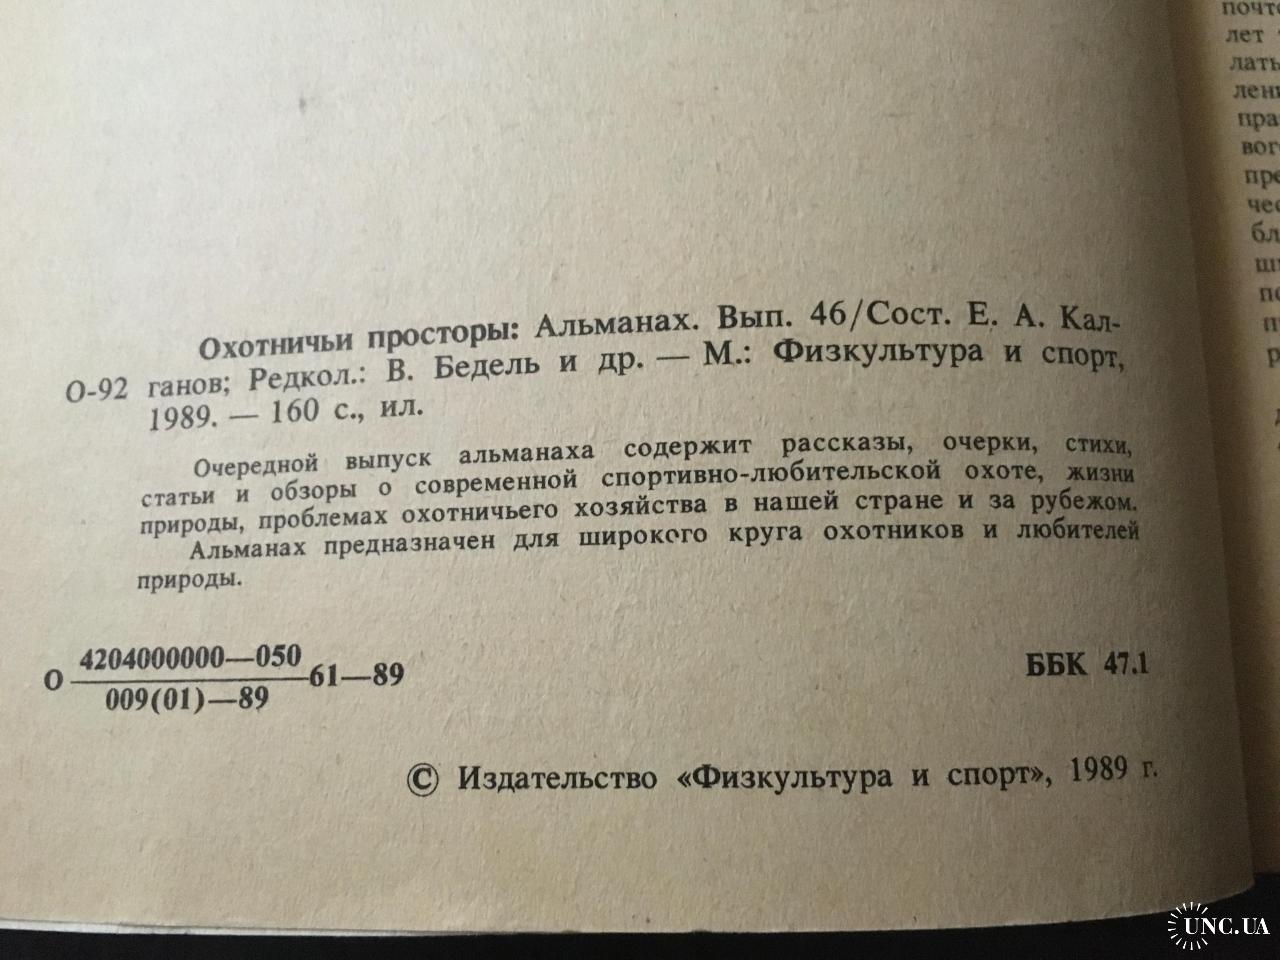 Охотничьи просторы: Альманах. Вып. 46/Сост. Е. А. Кал-
О-92 ганов; Редкол.: В. Бедель и др. — М.: Физкультура и спорт,
1989. — 160 с., ил.
Очередной выпуск альманаха содержит рассказы, очерки, стихи,
статьи и обзоры о современной спортивно-любительской охоте, жизни
природы, проблемах охотничьего хозяйства в нашей стране и за рубежом.
Альманах предназначен для широкого круга охотников и любителей
природы.
4204000000—050
О 61—89
009(01)—89
ББК 47.1
© Издательство «Физкультура и спорт», 1989 г.
лет
UNC.UA